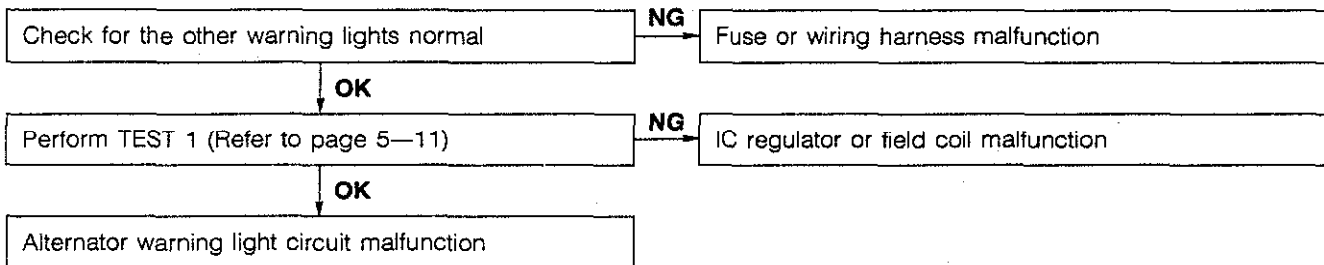 Check for the other warning lights normal
NG
Fuse or wiring harness malfunction
OK
Perform TEST 1 (Refer to page 5—11)
NG
IC regulator or field coil malfunction
OK
Alternator warning light circuit malfunction